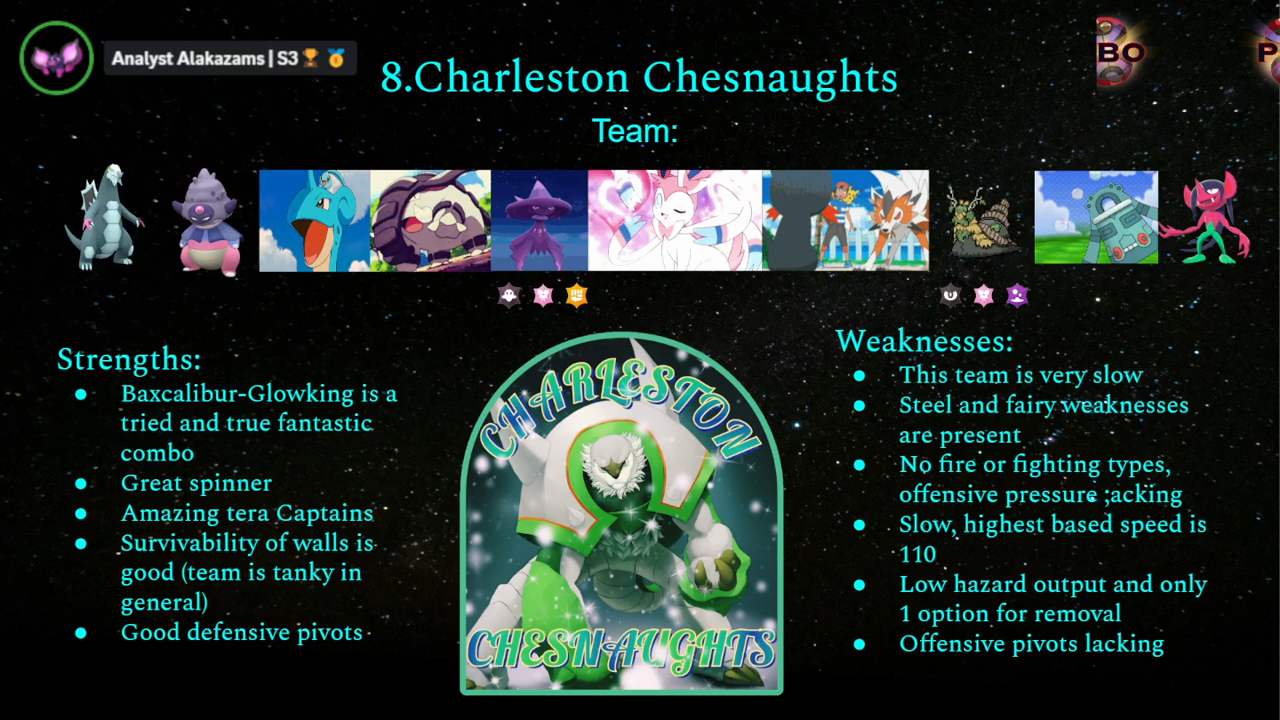 Analyst Alakazams | S3🏆🥇
BO
P
8.Charleston Chesnaughts
Team:
Strengths:
● Baxcalibur-Glowking is a
tried and true fantastic
combo
● Great spinner
● Amazing tera Captains
● Survivability of walls is
good (team is tanky in
general)
● Good defensive pivots
CHARLESTON
CHESNAUGHTS
Weaknesses:
● This team is very slow
● Steel and fairy weaknesses
are present
● No fire or fighting types,
offensive pressure ;acking
● Slow, highest based speed is
110
● Low hazard output and only
1 option for removal
● Offensive pivots lacking